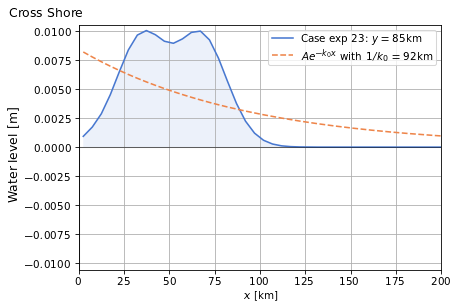 Cross Shore
Water level [m]
0.0100
0.0075
0.0050
0.0025
0.0000
−0.0025
−0.0050
−0.0075
−0.0100
Case exp 23: y = 85km
Ae^{−k₀x} with 1/k₀ = 92km
0 25 50 75 100 125 150 175 200
x [km]